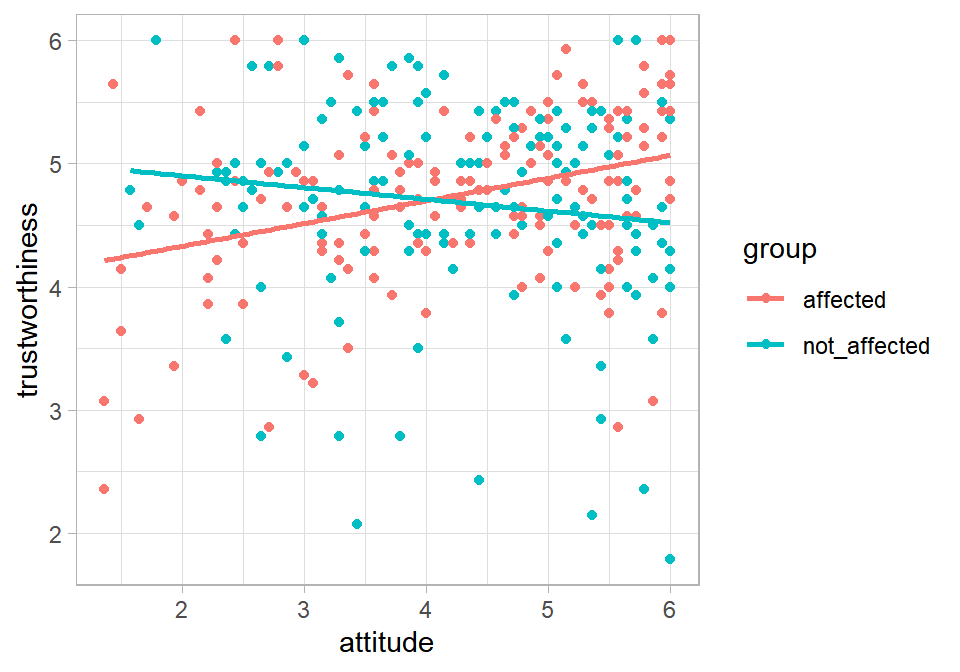 6
5
4
3
2
trustworthiness
2 3 4 5 6
attitude
group
affected
not_affected